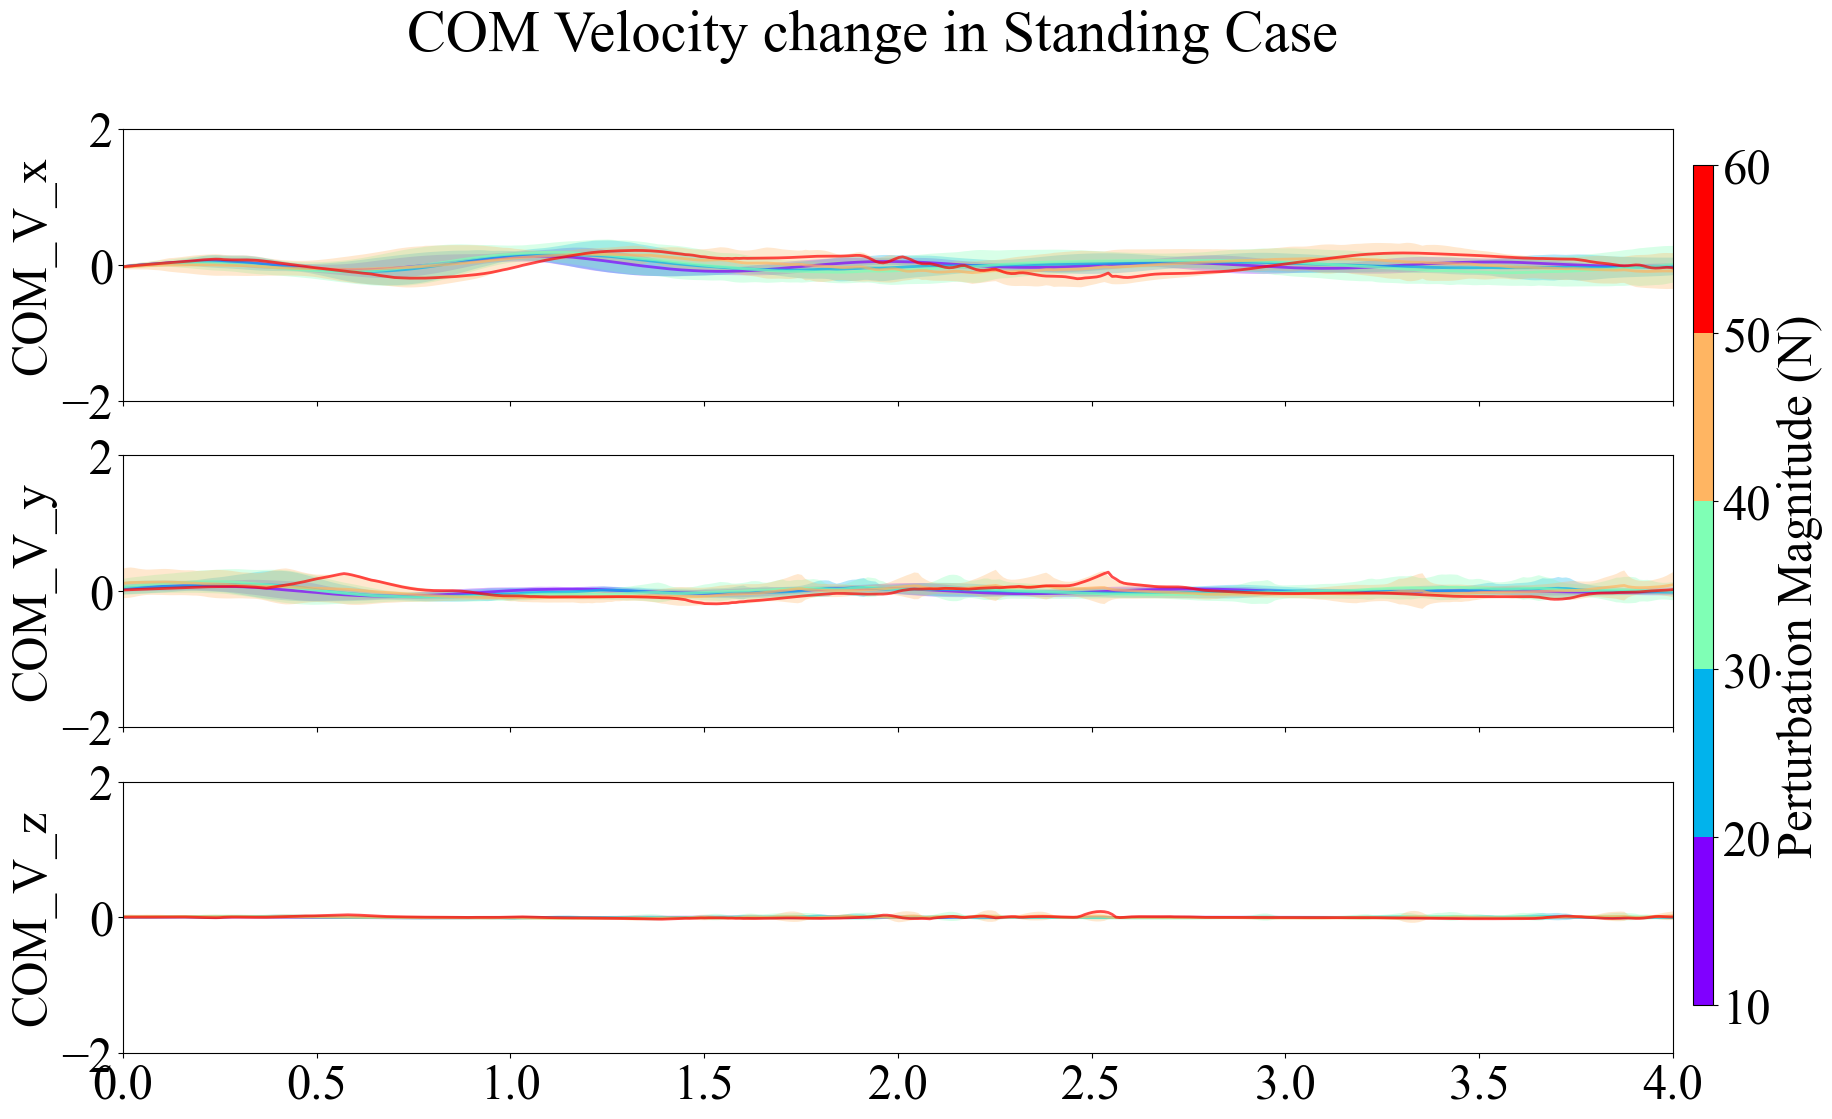 COM Velocity change in Standing Case
COM_V_x
2
0
−2
COM_V_y
2
0
−2
COM_V_z
2
0
−2
0.0 0.5 1.0 1.5 2.0 2.5 3.0 3.5 4.0
60
50
40
30
20
10
Perturbation Magnitude (N)